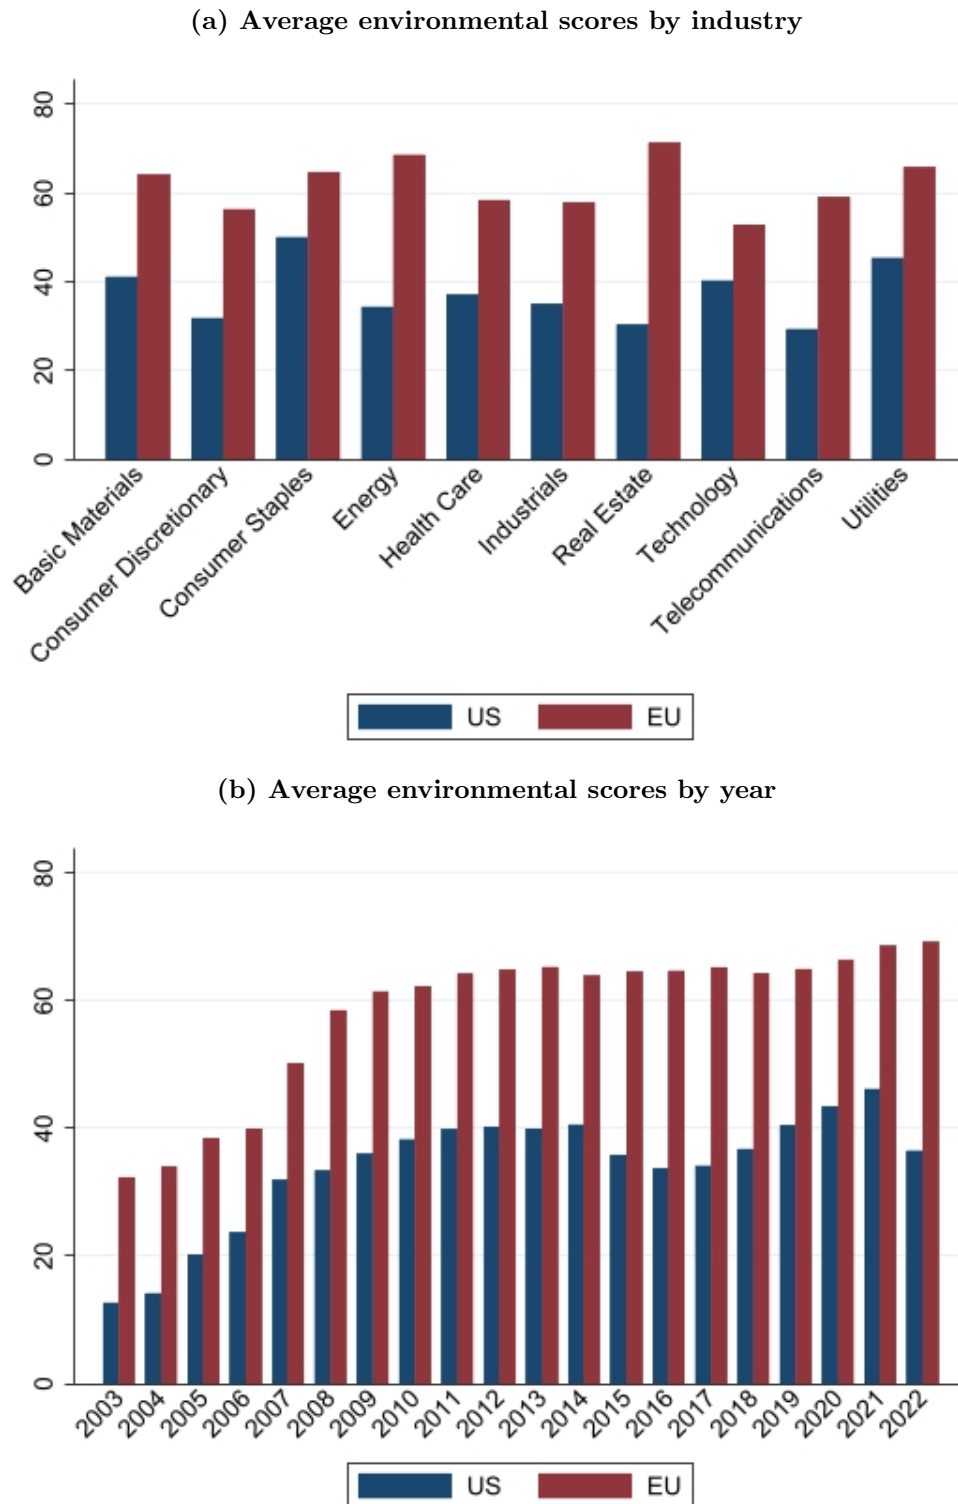 (a) Average environmental scores by industry
80
60
40
20
0
Basic Materials
Consumer Discretionary
Consumer Staples
Energy
Health Care
Industrials
Real Estate
Technology
Telecommunications
Utilities
US EU
(b) Average environmental scores by year
80
60
40
20
0
2003 2004 2005 2006 2007 2008 2009 2010 2011 2012 2013 2014 2015 2016 2017 2018 2019 2020 2021 2022
US EU